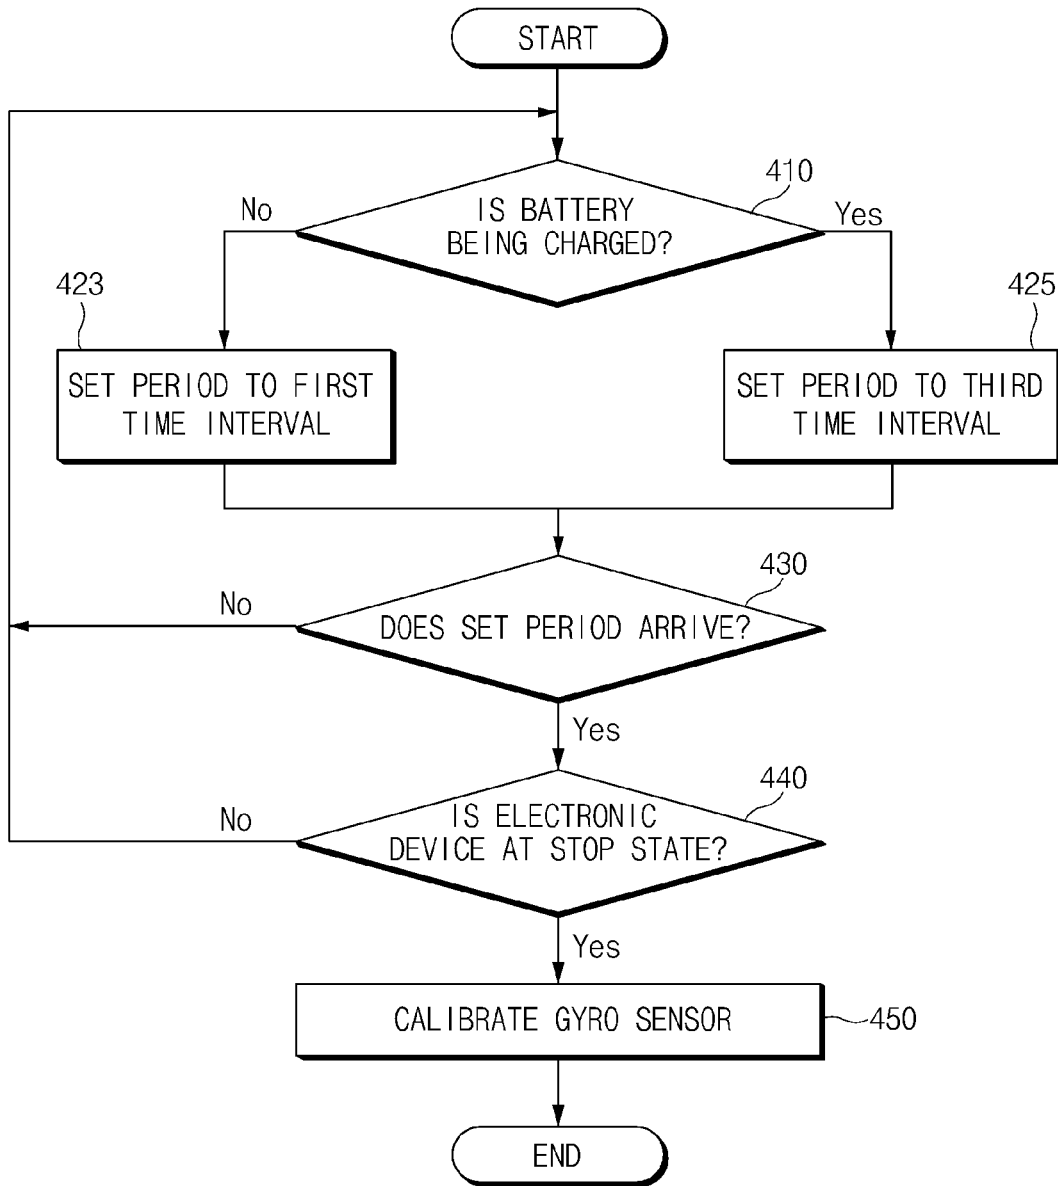 START
410
IS BATTERY
BEING CHARGED?
No
Yes
423
425
SET PERIOD TO FIRST
TIME INTERVAL
SET PERIOD TO THIRD
TIME INTERVAL
430
No
DOES SET PERIOD ARRIVE?
Yes
440
No
IS ELECTRONIC
DEVICE AT STOP STATE?
Yes
CALIBRATE GYRO SENSOR
450
END